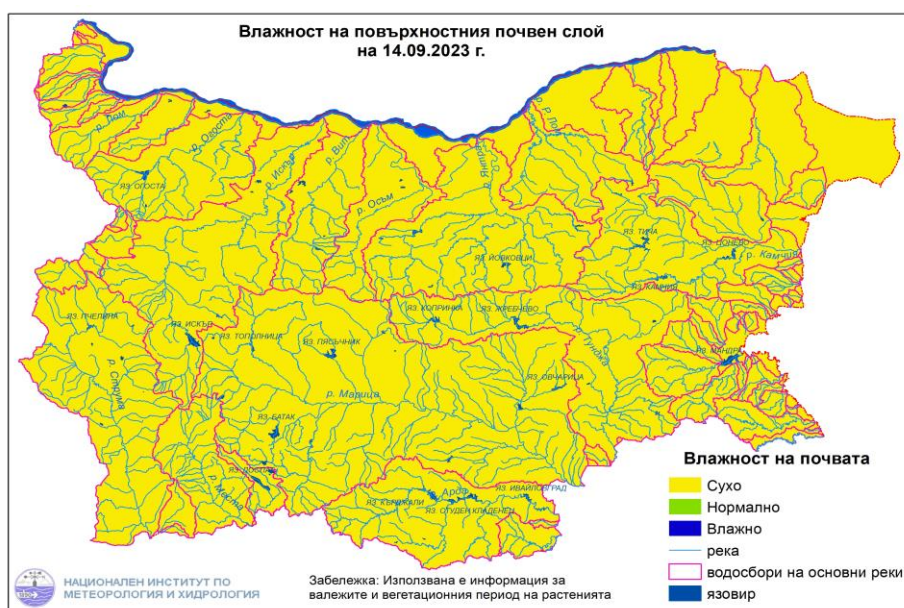 Влажност на повърхностния почвен слой
на 14.09.2023 г.
р. Лом
р. Огоста
р. Искър
р. Вит
р. Осъм
р. Янтра
р. Р.Лом
ЯЗ. ОГОСТА
ЯЗ. ТИЧА
ЯЗ. ЦОНЕВО
р. Камчия
ЯЗ. ЙОВКОВЦИ
ЯЗ. КАМЧИЯ
ЯЗ. ПЧЕЛИНА
ЯЗ. ИСКЪР
ЯЗ. ТОПОЛНИЦА
ЯЗ. ПЯСЪЧНИК
ЯЗ. КОПРИНКА
ЯЗ. ЖРЕБЧЕВО
р. Тунджа
ЯЗ. МАНДРА
р. Струма
р. Марица
ЯЗ. ОВЧАРИЦА
ЯЗ. БАТАК
ЯЗ. ДОСПАТ
р. Места
ЯЗ. КЪРДЖАЛИ
Арда
ЯЗ. ИВАЙЛОВГРАД
ЯЗ. СТУДЕН КЛАДЕНЕЦ
Влажност на почвата
Сухо
Нормално
Влажно
река
водосбори на основни реки
язовир
НАЦИОНАЛЕН ИНСТИТУТ ПО
МЕТЕОРОЛОГИЯ И ХИДРОЛОГИЯ
Забележка: Използвана е информация за
валежите и вегетационния период на растенията